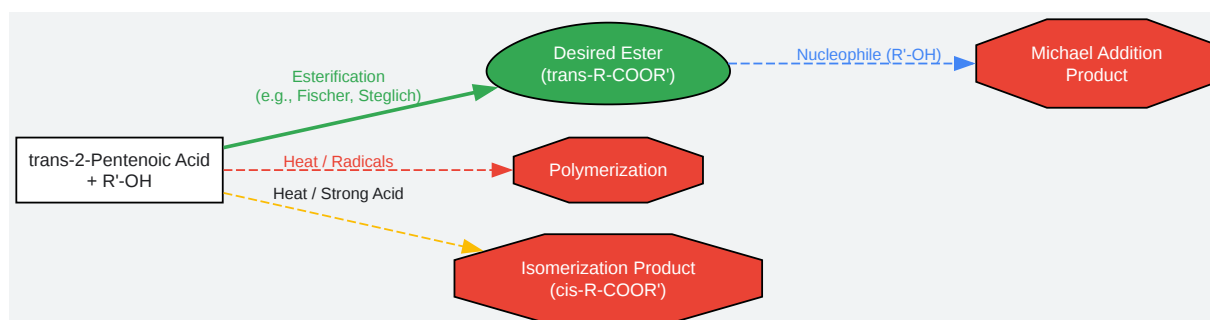 trans-2-Pentenoic Acid
+ R'-OH
Esterification
(e.g., Fischer, Steglich)
Desired Ester
(trans-R-COOR')
Nucleophile (R'-OH)
Michael Addition
Product
Heat / Radicals
Polymerization
Heat / Strong Acid
Isomerization Product
(cis-R-COOR')